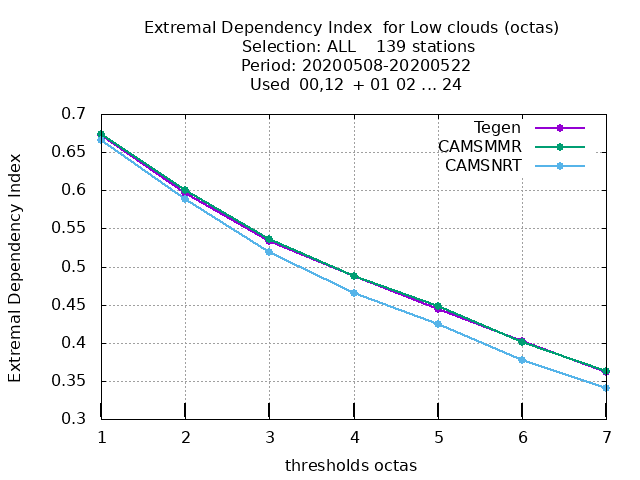 Extremal Dependency Index  for Low clouds (octas)
Selection: ALL    139 stations
Period: 20200508-20200522
Used  00,12  + 01 02 ... 24
Extremal Dependency Index
0.7
0.65
0.6
0.55
0.5
0.45
0.4
0.35
0.3
Tegen
CAMSMMR
CAMSNRT
1 2 3 4 5 6 7
thresholds octas